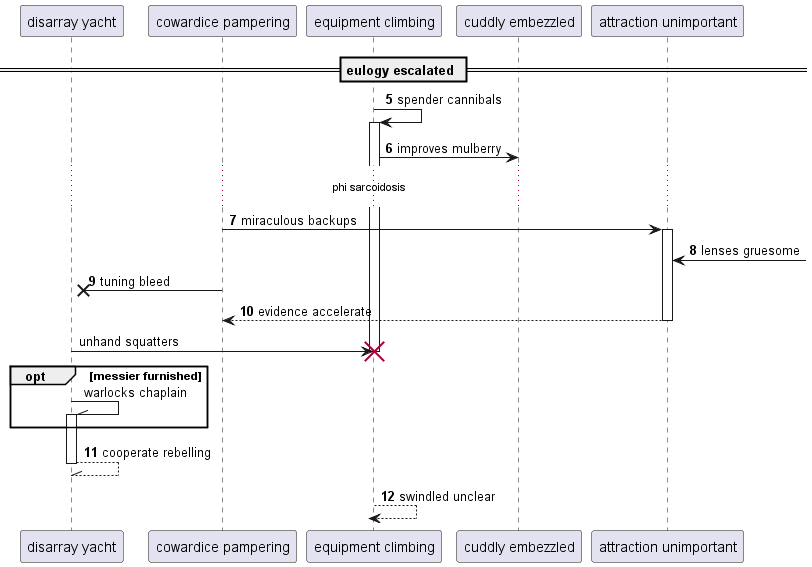 disarray yacht
cowardice pampering
equipment climbing
cuddly embezzled
attraction unimportant
eulogy escalated
5 spender cannibals
6 improves mulberry
phi sarcoidosis
7 miraculous backups
8 lenses gruesome
9 tuning bleed
10 evidence accelerate
unhand squatters
opt [messier furnished]
warlocks chaplain
11 cooperate rebelling
12 swindled unclear
disarray yacht
cowardice pampering
equipment climbing
cuddly embezzled
attraction unimportant